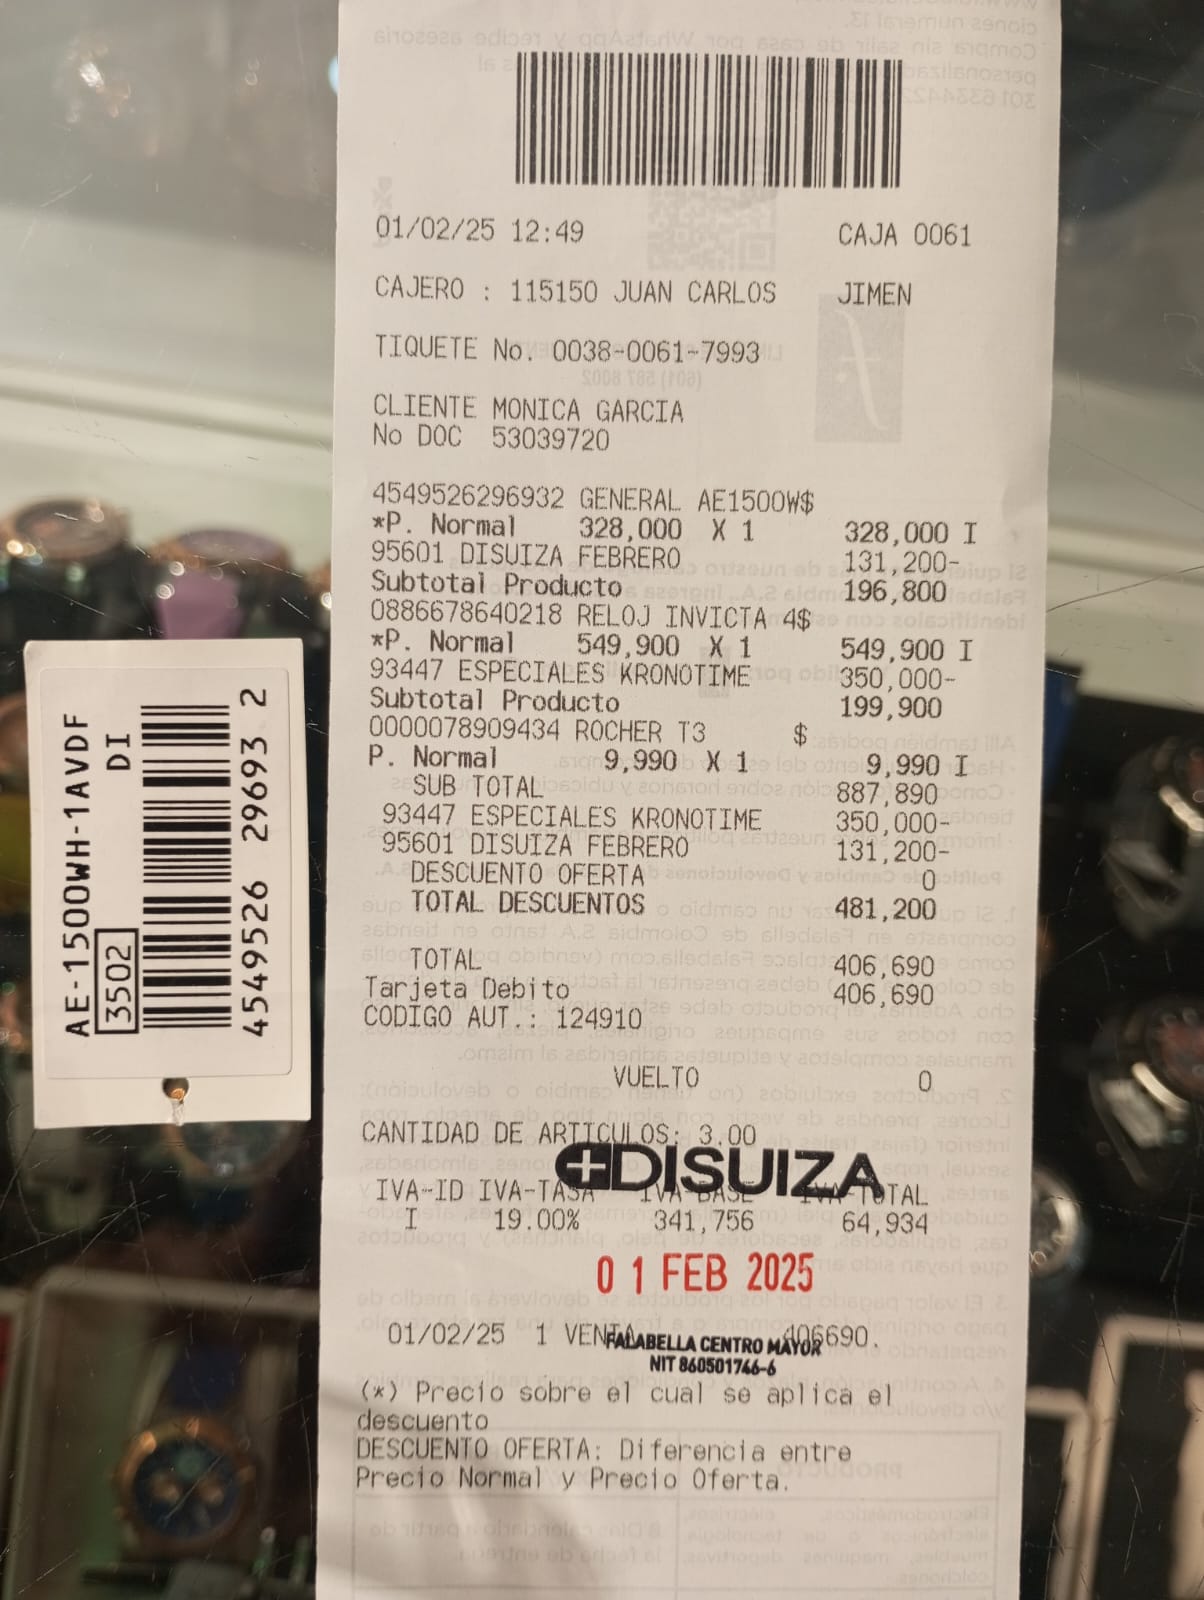 01/02/25 12:49 CAJA 0061
CAJERO : 115150 JUAN CARLOS JIMEN
TIQUETE No. 0038-0061-7993
CLIENTE MONICA GARCIA
No DOC 53039720
4549526296932 GENERAL AE1500W$
*P. Normal 328,000 X 1 328,000 I
95601 DISUIZA FEBRERO 131,200-
Subtotal Producto 196,800
0886678640218 RELOJ INVICTA 4$
*P. Normal 549,900 X 1 549,900 I
93447 ESPECIALES KRONOTIME 350,000-
Subtotal Producto 199,900
0000078909434 ROCHER T3 $
P. Normal 9,990 X 1 9,990 I
SUB TOTAL 887,890
93447 ESPECIALES KRONOTIME 350,000-
95601 DISUIZA FEBRERO 131,200-
DESCUENTO OFERTA 0
TOTAL DESCUENTOS 481,200
TOTAL 406,690
Tarjeta Debito 406,690
CODIGO AUT.: 124910
VUELTO 0
CANTIDAD DE ARTICULOS: 3.00
DISUIZA
IVA-ID IVA-TASA IVA-BASE IVA-TOTAL
I 19.00% 341,756 64,934
01 FEB 2025
01/02/25 1 VENTA 406690.
FALABELLA CENTRO MAYOR
NIT 860501746-6
(*) Precio sobre el cual se aplica el
descuento
DESCUENTO OFERTA: Diferencia entre
Precio Normal y Precio Oferta.
AE-1500WH-1AVDF
DI
3502
4549526 29693 2